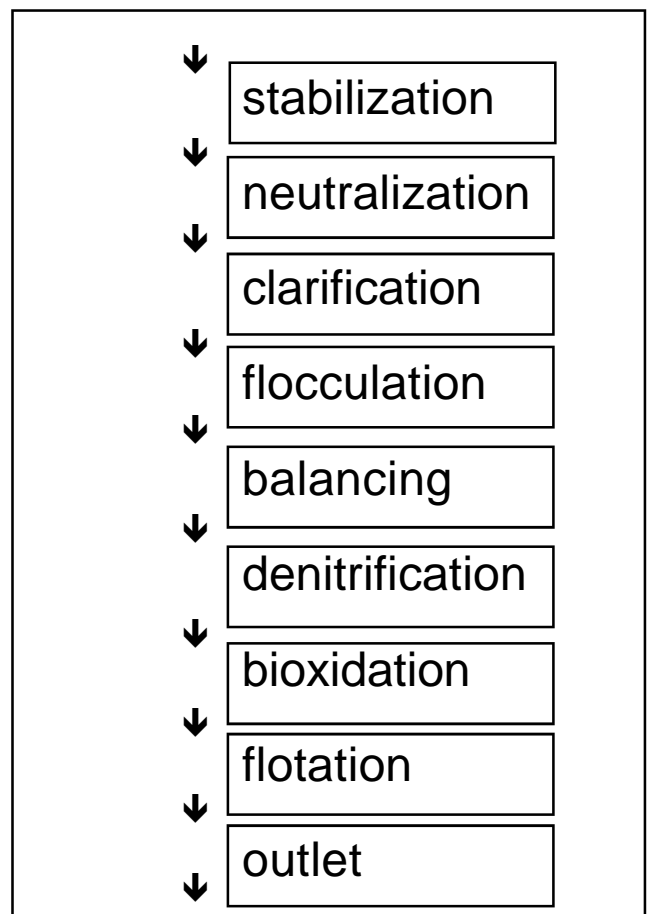 stabilization
neutralization
clarification
flocculation
balancing
denitrification
bioxidation
flotation
outlet